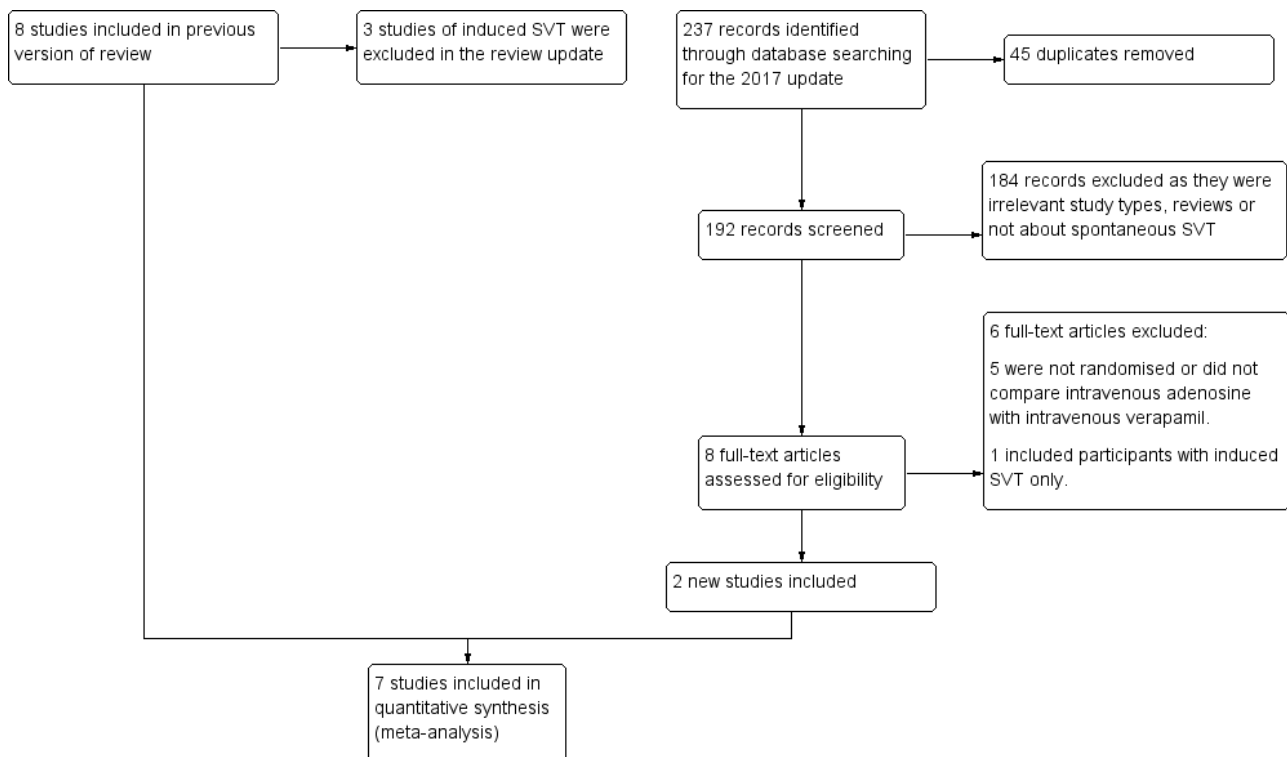 8 studies included in previous
version of review
3 studies of induced SVT were
excluded in the review update
237 records identified
through database searching
for the 2017 update
45 duplicates removed
192 records screened
184 records excluded as they were
irrelevant study types, reviews or
not about spontaneous SVT
8 full-text articles
assessed for eligibility
6 full-text articles excluded:
5 were not randomised or did not
compare intravenous adenosine
with intravenous verapamil.
1 included participants with induced
SVT only.
2 new studies included
7 studies included in
quantitative synthesis
(meta-analysis)